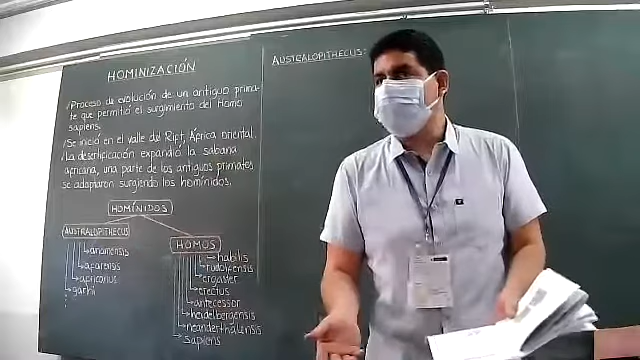 HOMINIZACIÓN
Proceso de evolución de un antiguo prima-
te que permitió el surgimiento del Homo
sapiens.
Se inició en el valle del Rift, África oriental.
La desertificación expandió la sabana
africana, una parte de los antiguos primates
se adaptaron surgiendo los homínidos.
HOMÍNIDOS
AUSTRALOPITHECUS
anamensis
afarensis
africanus
garhi
HOMOS
habilis
rudolfensis
ergaster
erectus
antecessor
heidelbergensis
neanderthalensis
sapiens
AUSTRALOPITHECUS: